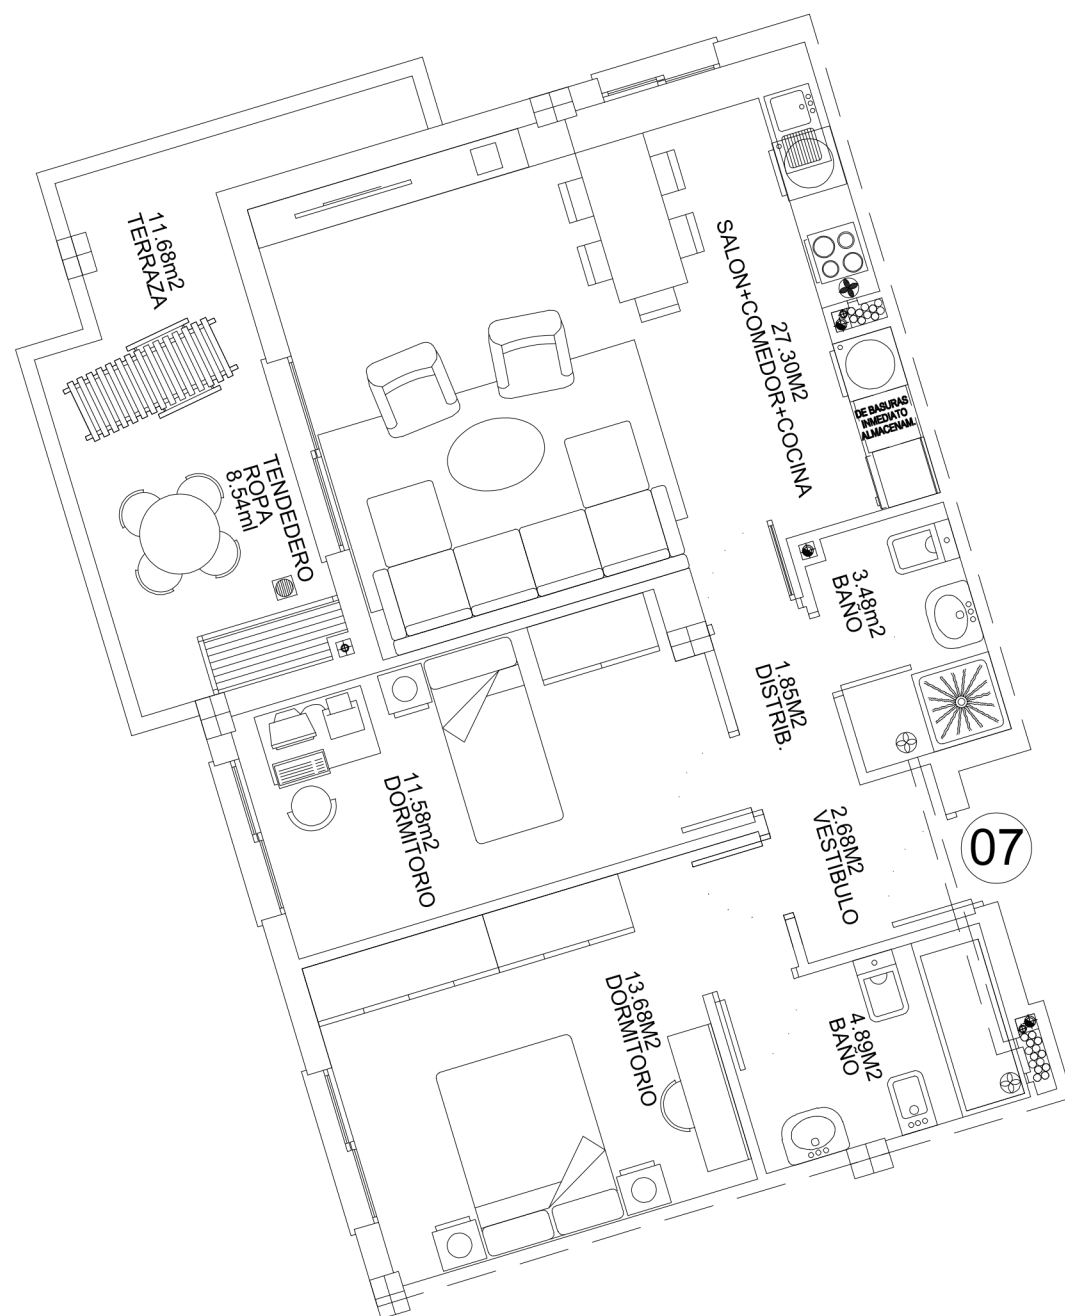 11.68m2
TERRAZA
SALON+COMEDOR+COCINA
27.30M2
DE BASURAS
INMEDIATO
ALMACENAM.
TENDEDERO
ROPA
8.54ml
3.48m2
BAÑO
1.85M2
DISTRIB.
11.58m2
DORMITORIO
2.68M2
VESTIBULO
07
13.68M2
DORMITORIO
4.89M2
BAÑO